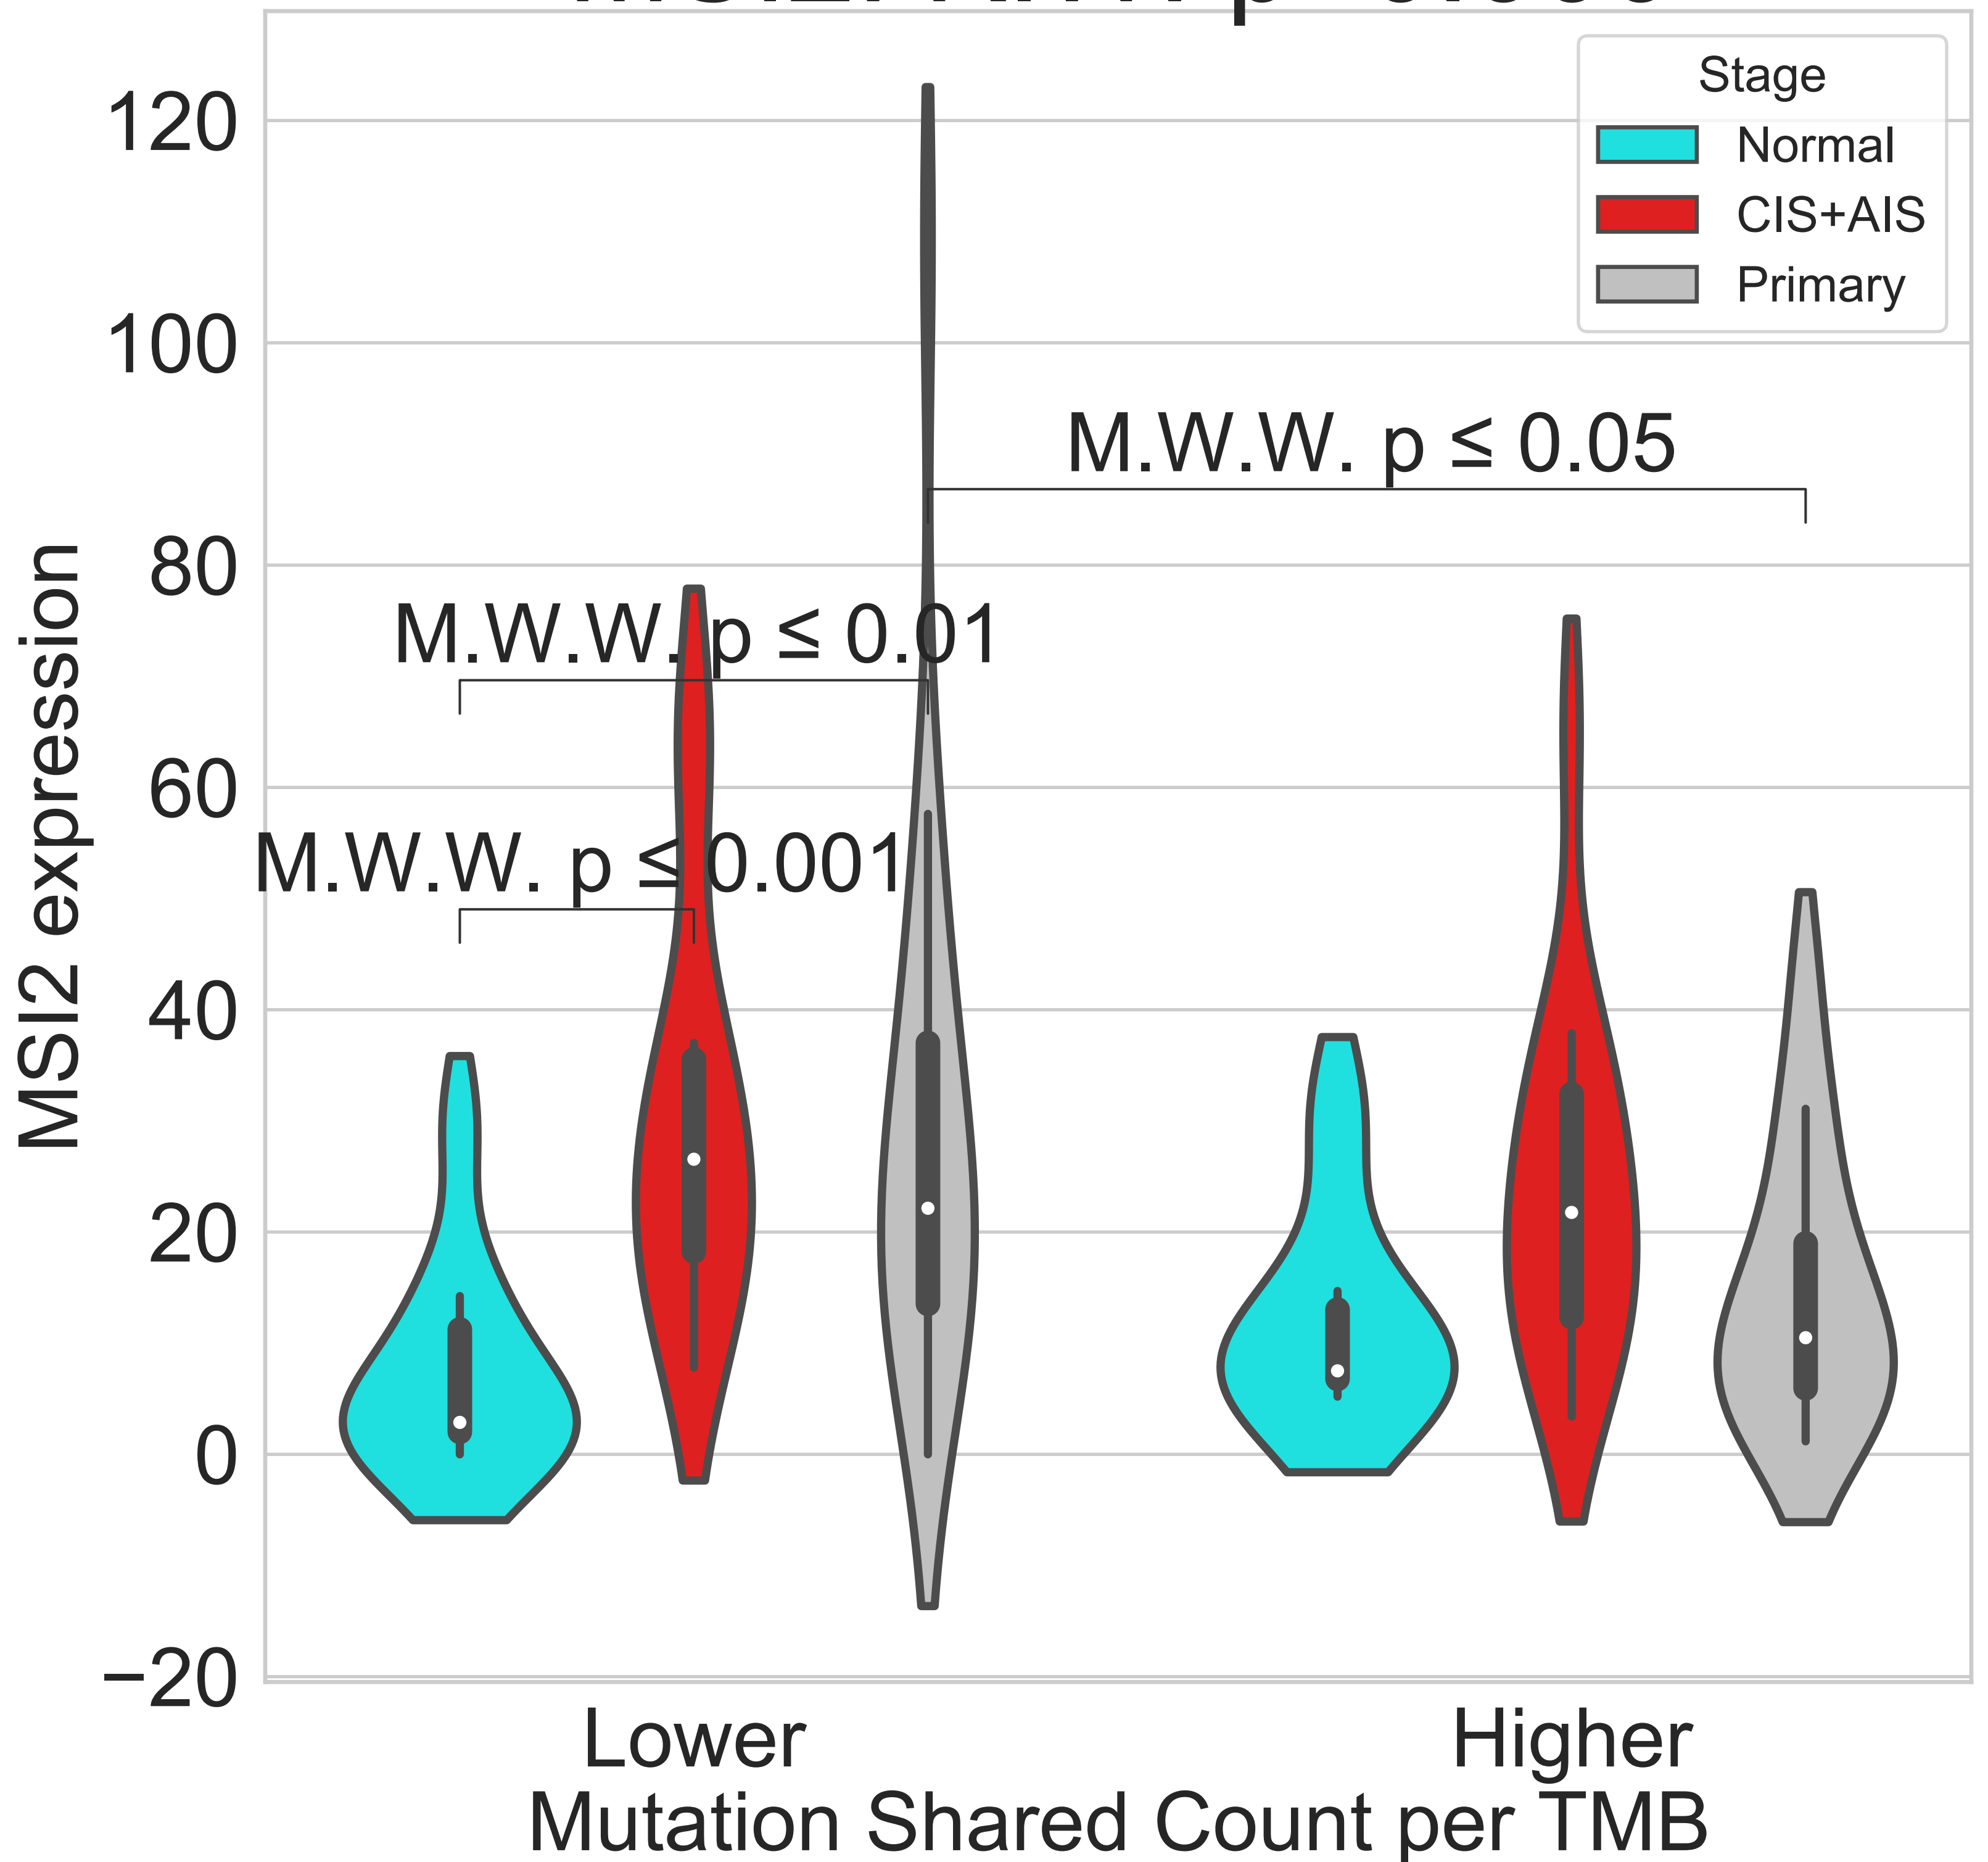 Stage
Normal
CIS+AIS
Primary
120
100
80
60
40
20
0
−20
MSI2 expression
M.W.W. p ≤ 0.05
M.W.W. p ≤ 0.01
M.W.W. p ≤ 0.001
Lower
Higher
Mutation Shared Count per TMB